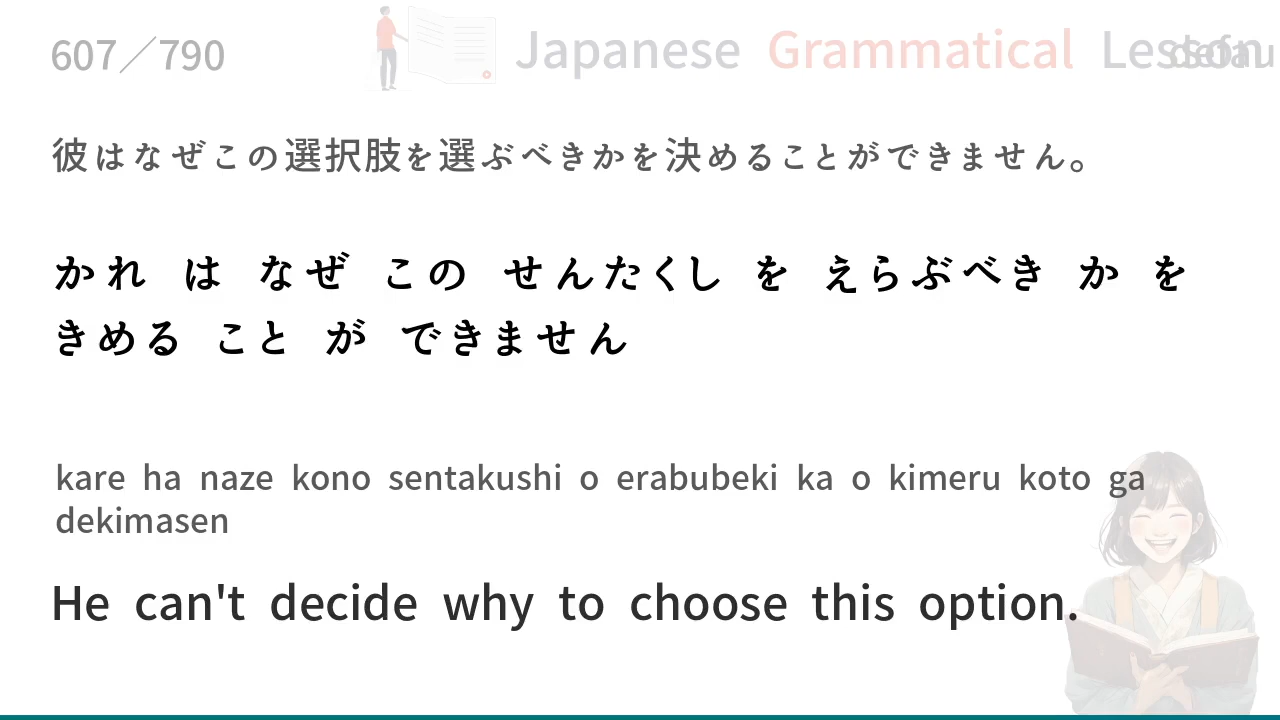 607／790
Japanese Grammatical Lesson
彼はなぜこの選択肢を選ぶべきかを決めることができません。
かれ は なぜ この せんたくし を えらぶべき か を
きめる こと が できません
kare ha naze kono sentakushi o erabubeki ka o kimeru koto ga
dekimasen
He can't decide why to choose this option.